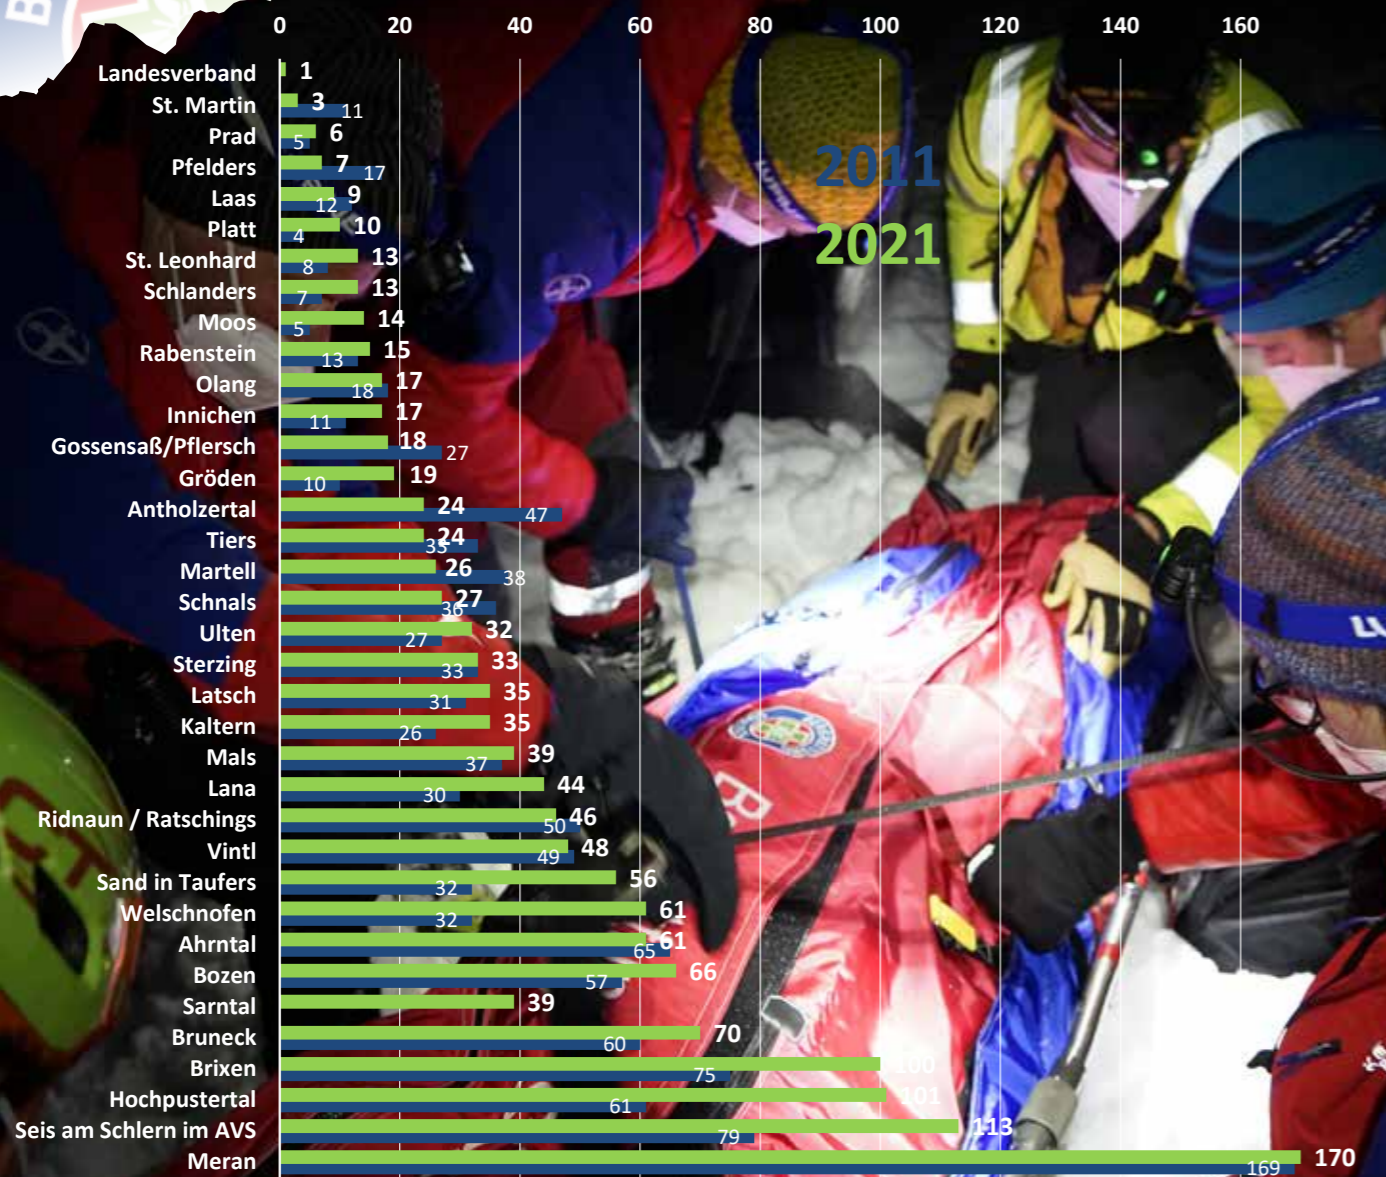 0 20 40 60 80 100 120 140 160
Landesverband 1
St. Martin 3 11
Prad 6 5
Pfelders 7 17
Laas 9 12
Platt 10 4
St. Leonhard 13 8
Schlanders 13 7
Moos 14 5
Rabenstein 15 13
Olang 17 18
Innichen 17 11
Gossensaß/Pflersch 18 27
Gröden 19 10
Antholzertal 24 47
Tiers 24 33
Martell 26 38
Schnals 27 36
Ulten 32 27
Sterzing 33 33
Latsch 35 31
Kaltern 35 26
Mals 39 37
Lana 44 30
Ridnaun / Ratschings 46 50
Vintl 48 49
Sand in Taufers 56 32
Welschnofen 61 32
Ahrntal 61 65
Bozen 66 57
Sarntal 39
Bruneck 70 60
Brixen 100 75
Hochpustertal 101 61
Seis am Schlern im AVS 113 79
Meran 170 169
2011
2021